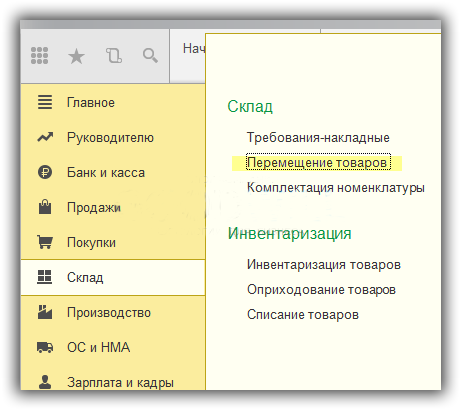 Нач
Главное
Руководителю
Банк и касса
Продажи
Покупки
Склад
Производство
ОС и НМА
Зарплата и кадры
Склад
Требования-накладные
Перемещение товаров
Комплектация номенклатуры
Инвентаризация
Инвентаризация товаров
Оприходование товаров
Списание товаров